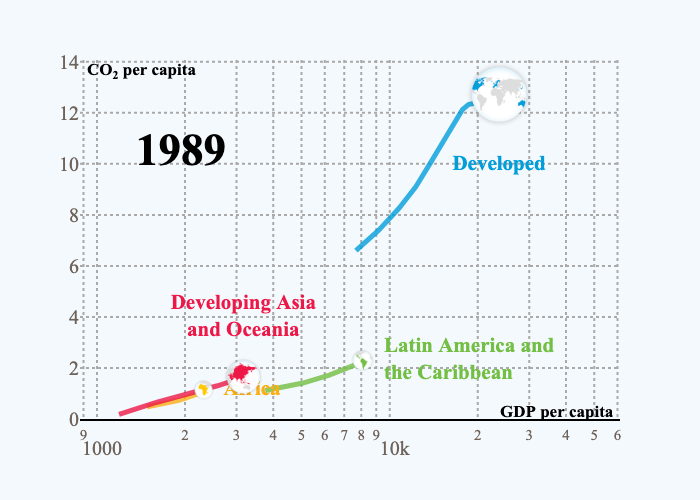 14
CO₂ per capita
12
1989
10
Developed
8
6
Developing Asia
and Oceania
4
Latin America and
the Caribbean
2
Africa
0
GDP per capita
9 2 3 4 5 6 7 8 9 2 3 4 5 6
1000 10k